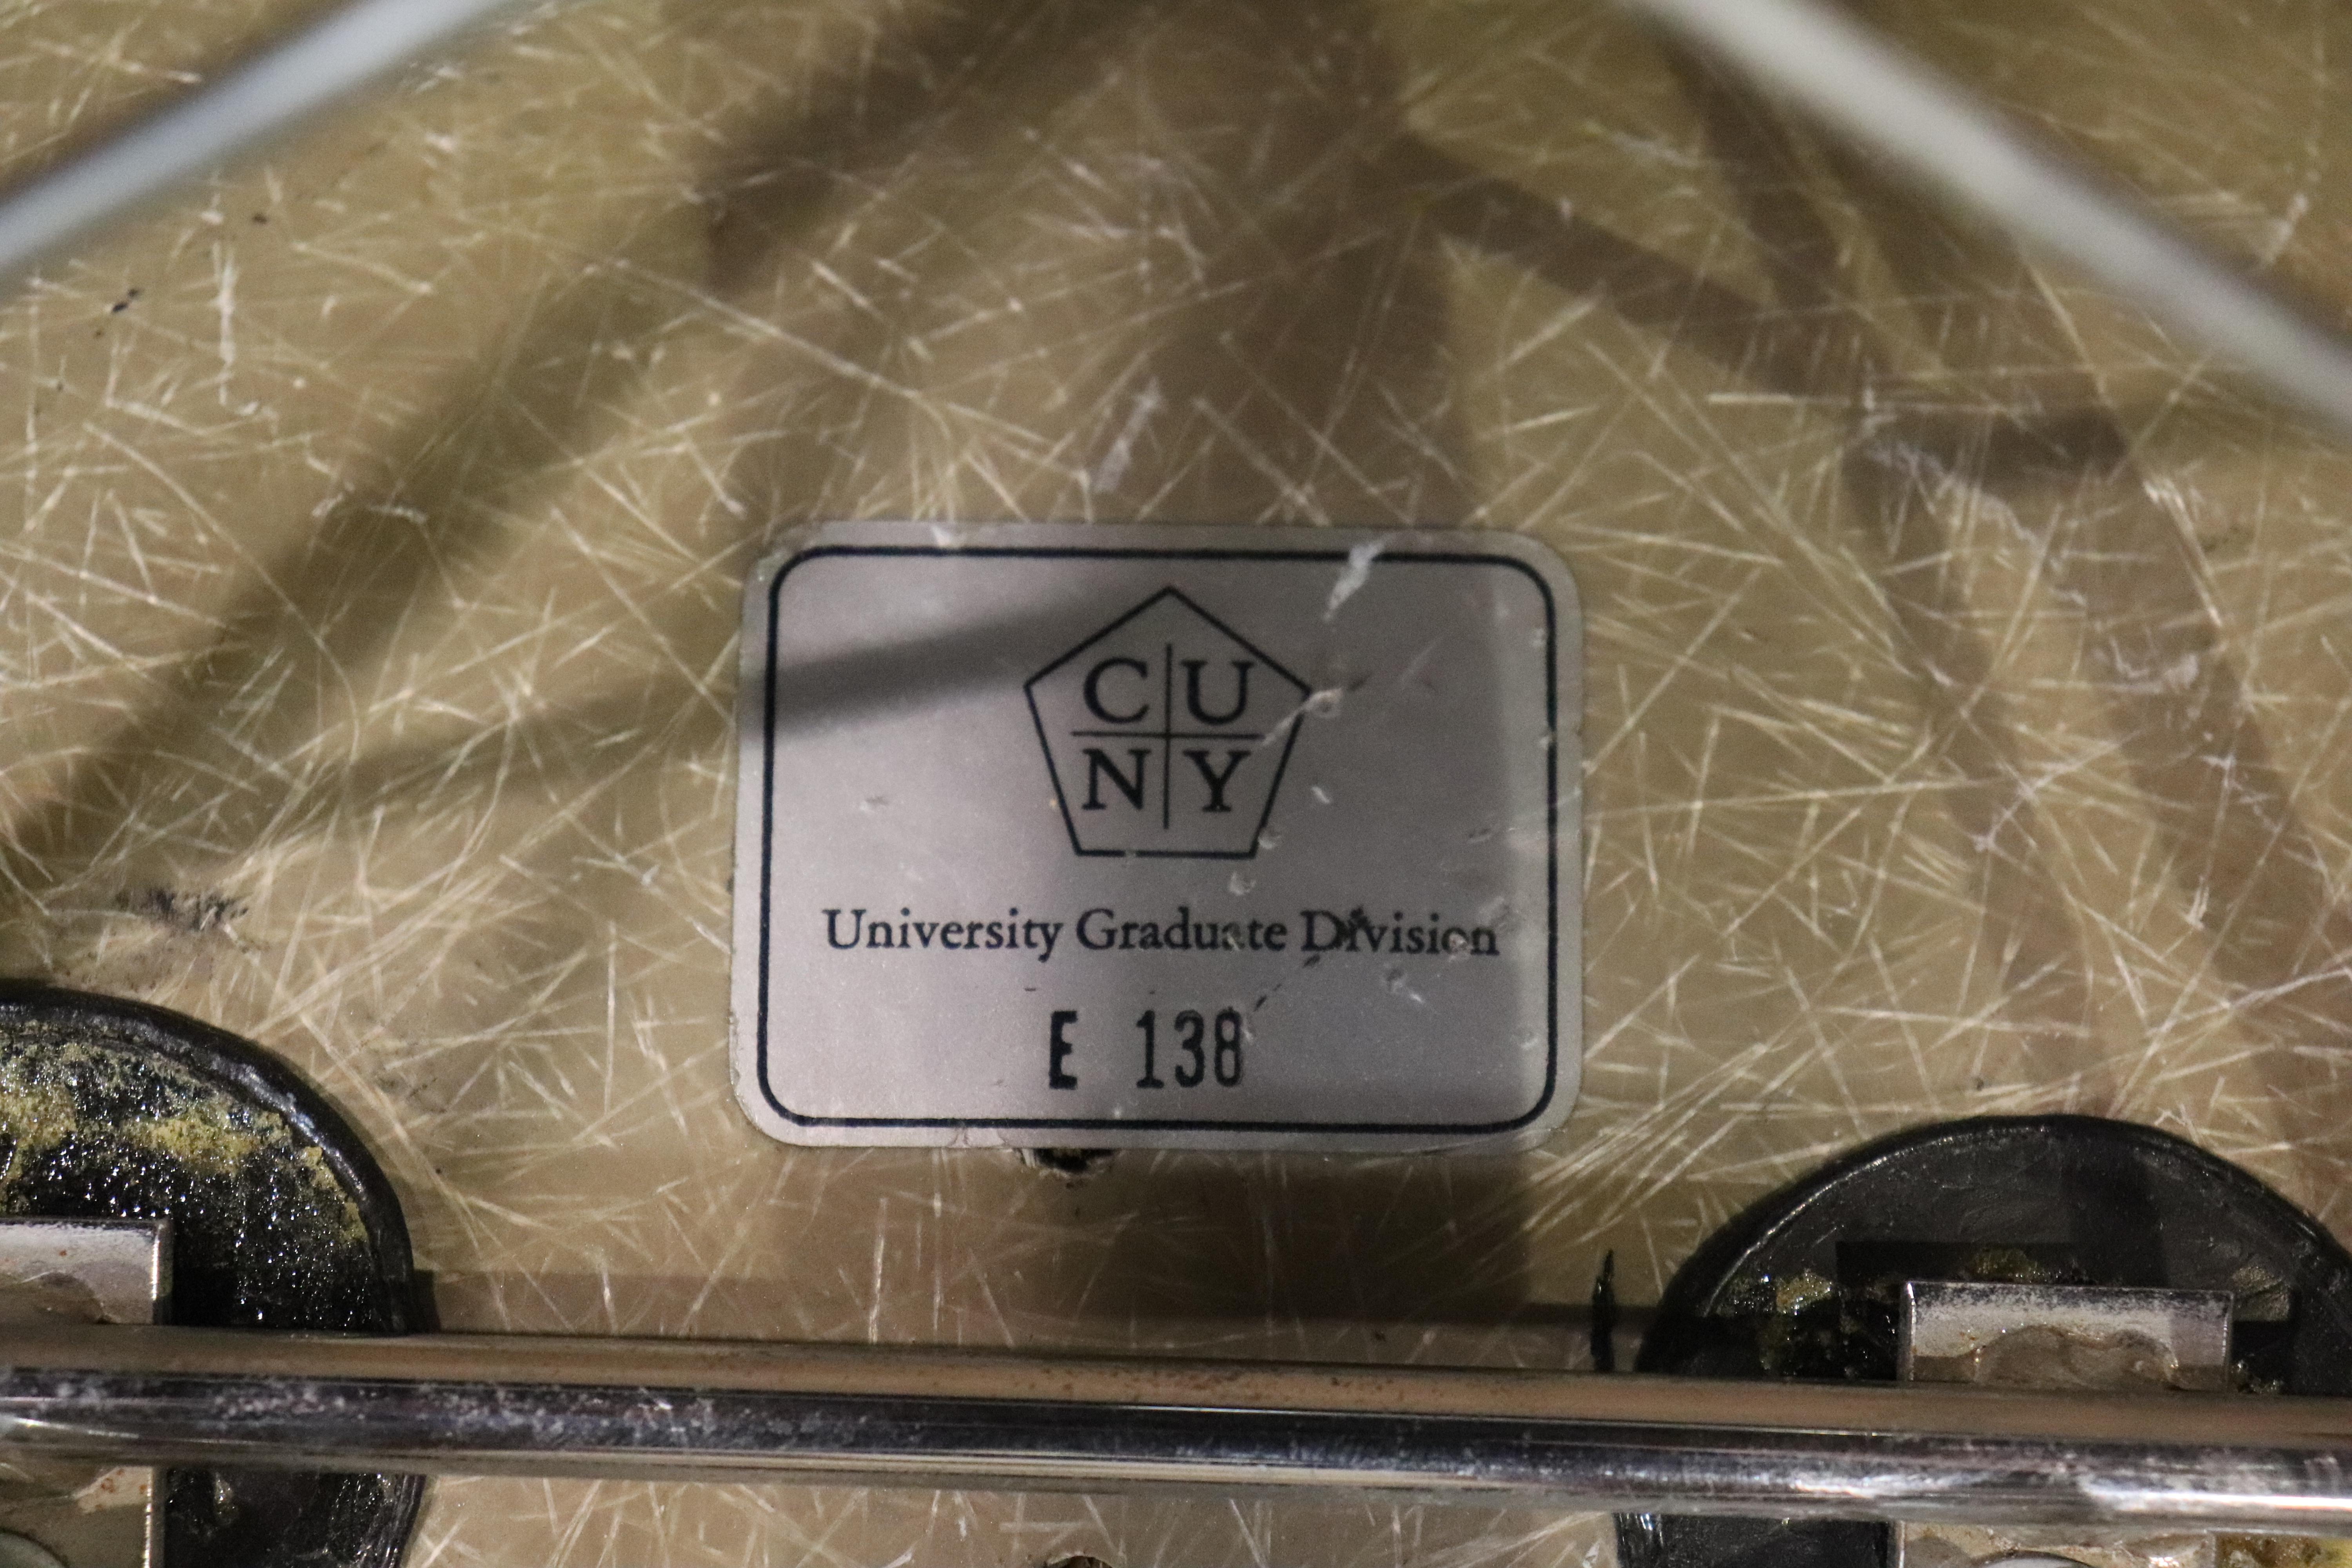 C U
N Y
University Graduate Division
E 138